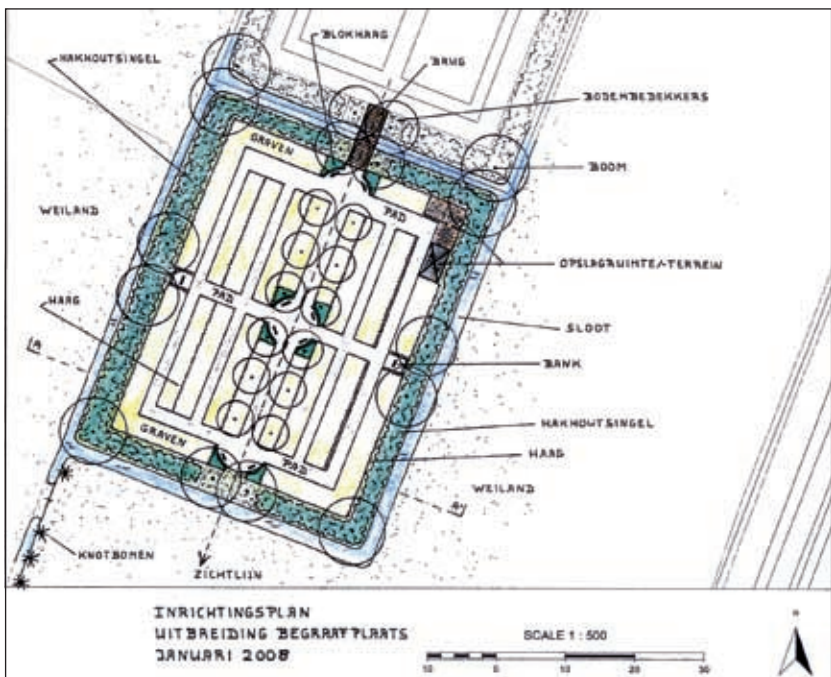 BLOKHAAG
HAKHOUTSINGEL
BRUG
BODEMBEDEKKERS
GRAVEN
BOOM
WEILAND
PAD
OPSLAGRUIMTE/-TERREIN
HAAG
PAD
SLOOT
A
BANK
HAKHOUTSINGEL
GRAVEN
PAD
HAAG
WEILAND
A'
KNOTBOMEN
ZICHTLIJN
INRICHTINGSPLAN
UITBREIDING BEGRAAFPLAATS
JANUARI 2008
SCALE 1 : 500
10 0 10 20 30